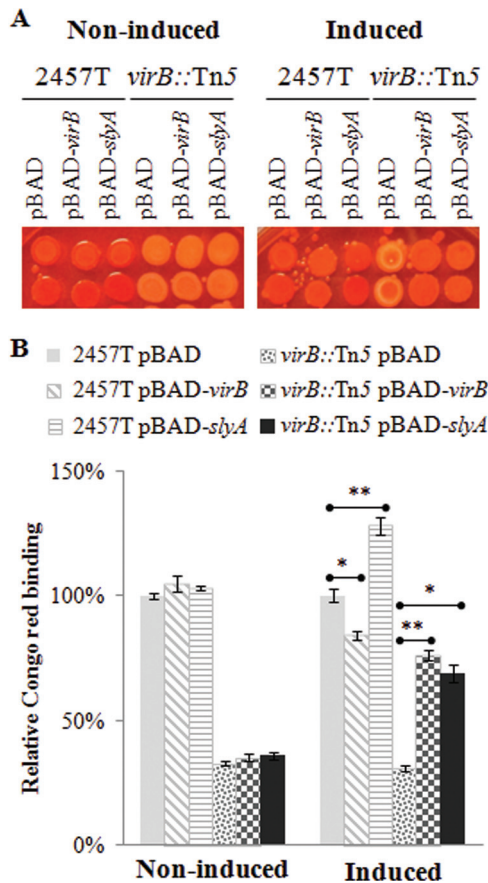 A
Non-induced Induced
2457T virB::Tn5 2457T virB::Tn5
pBAD pBAD-virB pBAD-slyA pBAD pBAD-virB pBAD-slyA pBAD pBAD-virB pBAD-slyA pBAD pBAD-virB pBAD-slyA
B
2457T pBAD virB::Tn5 pBAD
2457T pBAD-virB virB::Tn5 pBAD-virB
2457T pBAD-slyA virB::Tn5 pBAD-slyA
Relative Congo red binding
150%
**
*
*
100%
**
50%
0%
Non-induced Induced